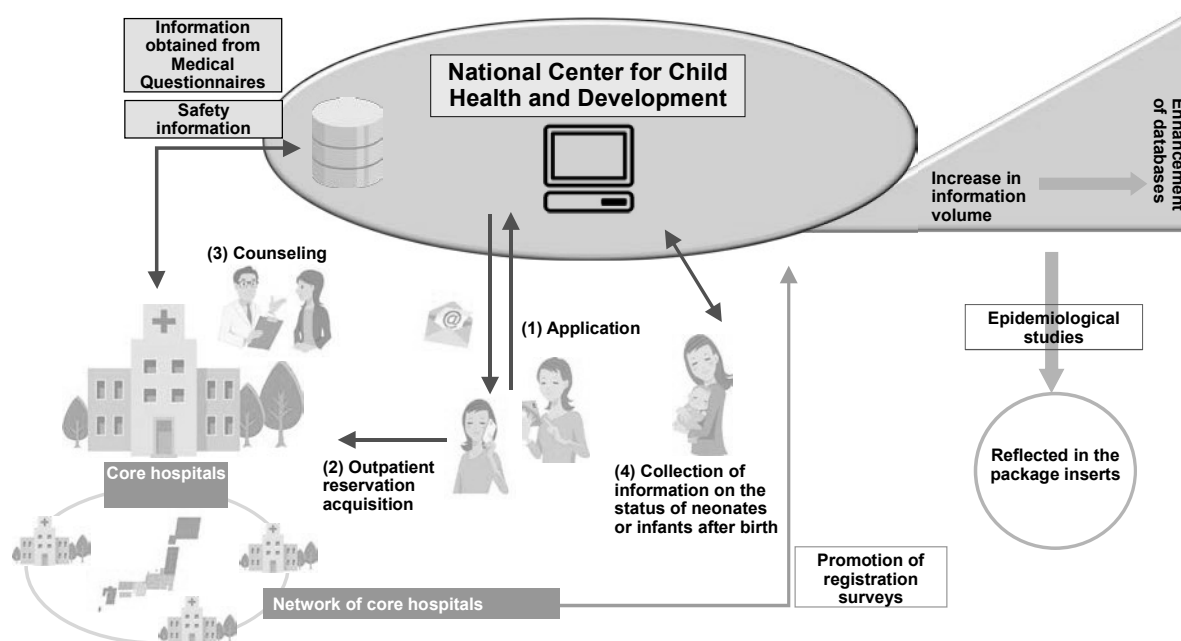 Information
obtained from
Medical
Questionnaires
Safety
information
National Center for Child
Health and Development
Increase in
information
volume
Enhancement
of databases
(3) Counseling
@
(1) Application
Epidemiological
studies
Reflected in the
package inserts
(2) Outpatient
reservation
acquisition
(4) Collection of
information on the
status of neonates
or infants after birth
Core hospitals
Network of core hospitals
Promotion of
registration
surveys